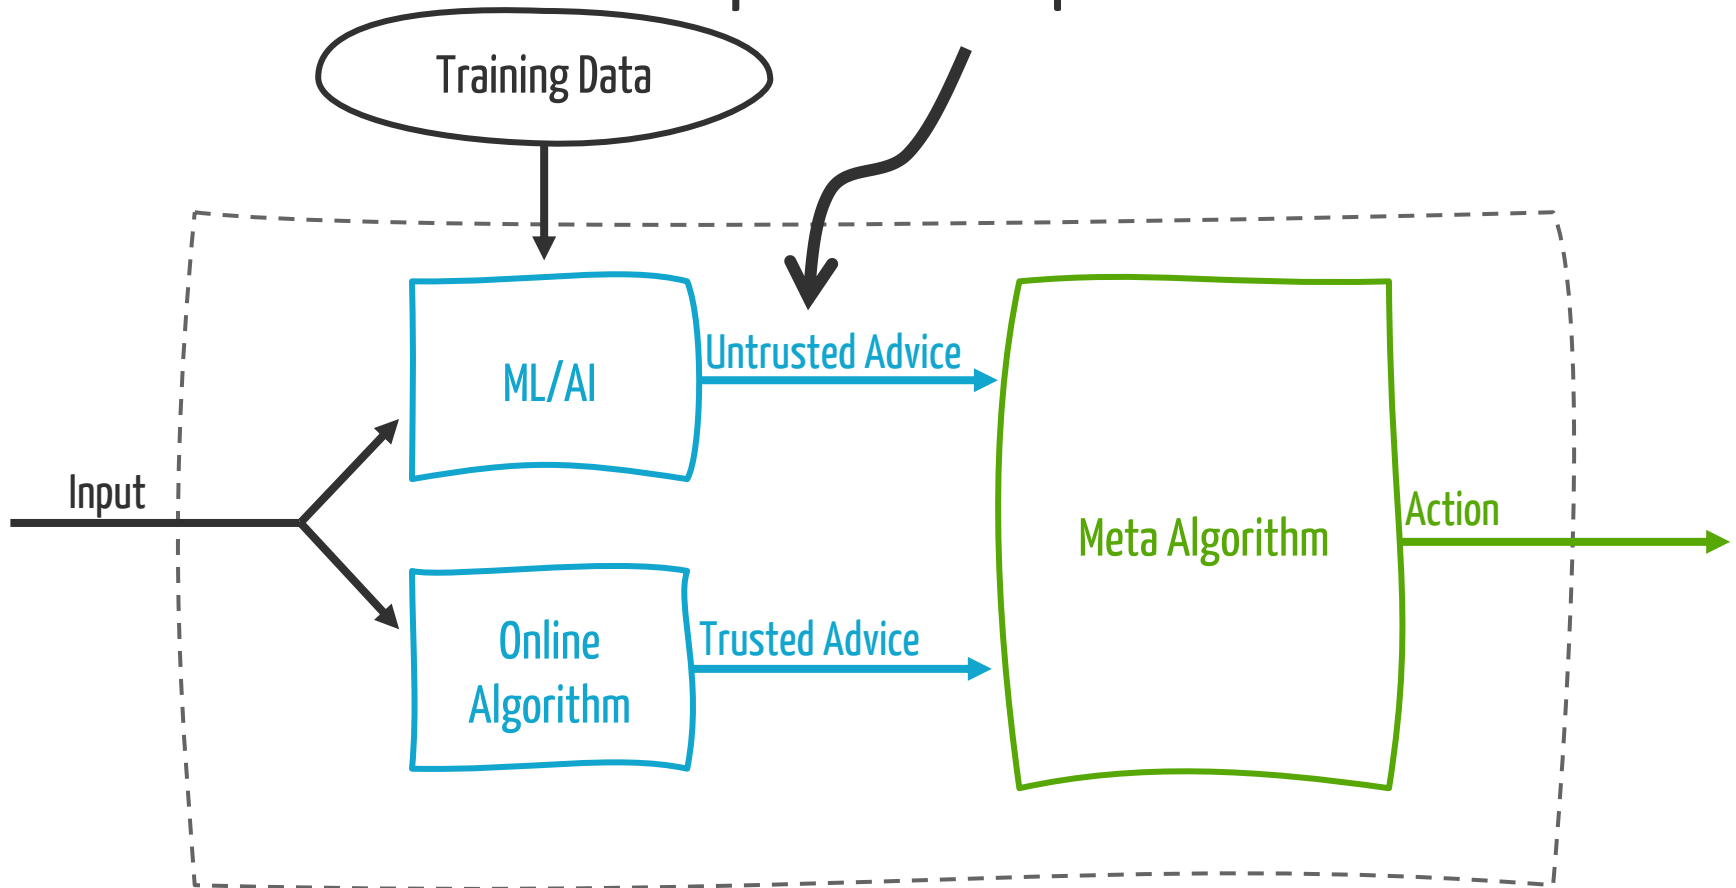 Training Data
ML/AI
Untrusted Advice
Input
Meta Algorithm
Action
Online
Algorithm
Trusted Advice